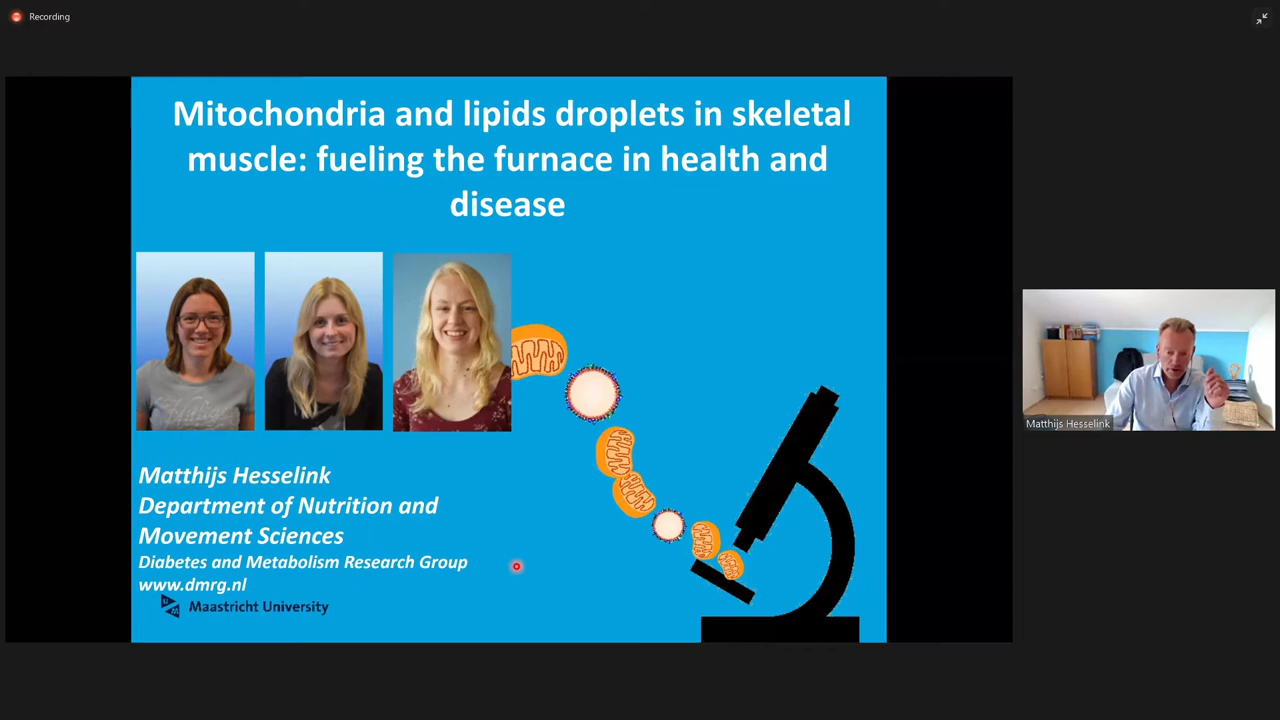 Recording
Mitochondria and lipids droplets in skeletal
muscle: fueling the furnace in health and
disease
Matthijs Hesselink
Department of Nutrition and
Movement Sciences
Diabetes and Metabolism Research Group
www.dmrg.nl
Maastricht University
Matthijs Hesselink